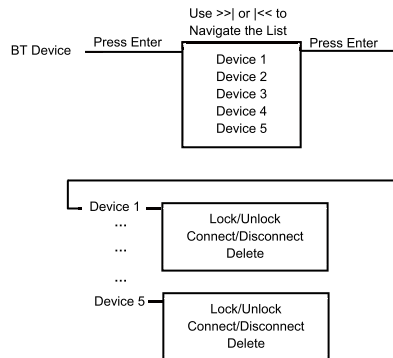 Use >>| or |<< to
Navigate the List
BT Device
Press Enter
Press Enter
Device 1
Device 2
Device 3
Device 4
Device 5
Device 1
Lock/Unlock
Connect/Disconnect
Delete
...
...
...
Device 5
Lock/Unlock
Connect/Disconnect
Delete